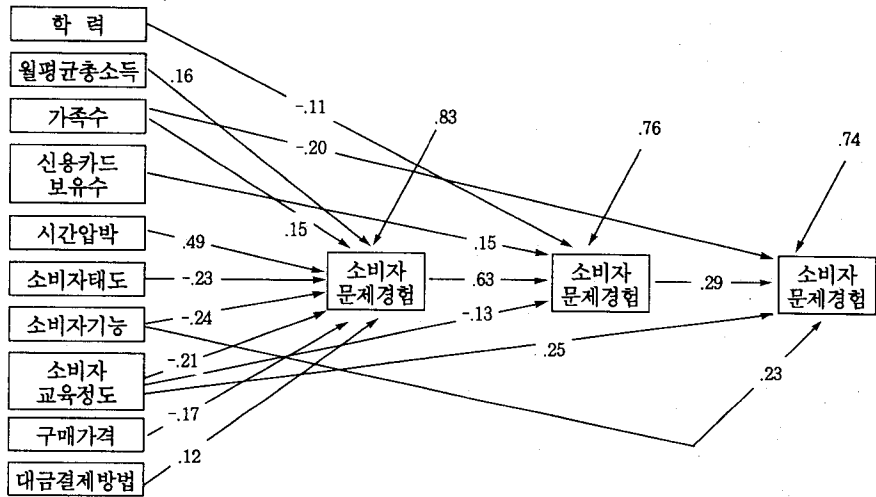 학 력
월평균총소득
.16
가족수
-.11
.83
.76
.74
-.20
신용카드
보유수
시간압박
.49
.15
.15
소비자
문제경험
.63
소비자
문제경험
.29
소비자
문제경험
소비자태도
-.23
소비자기능
-.24
-.13
.25
.23
소비자
교육정도
-.21
구매가격
-.17
대금결제방법
.12